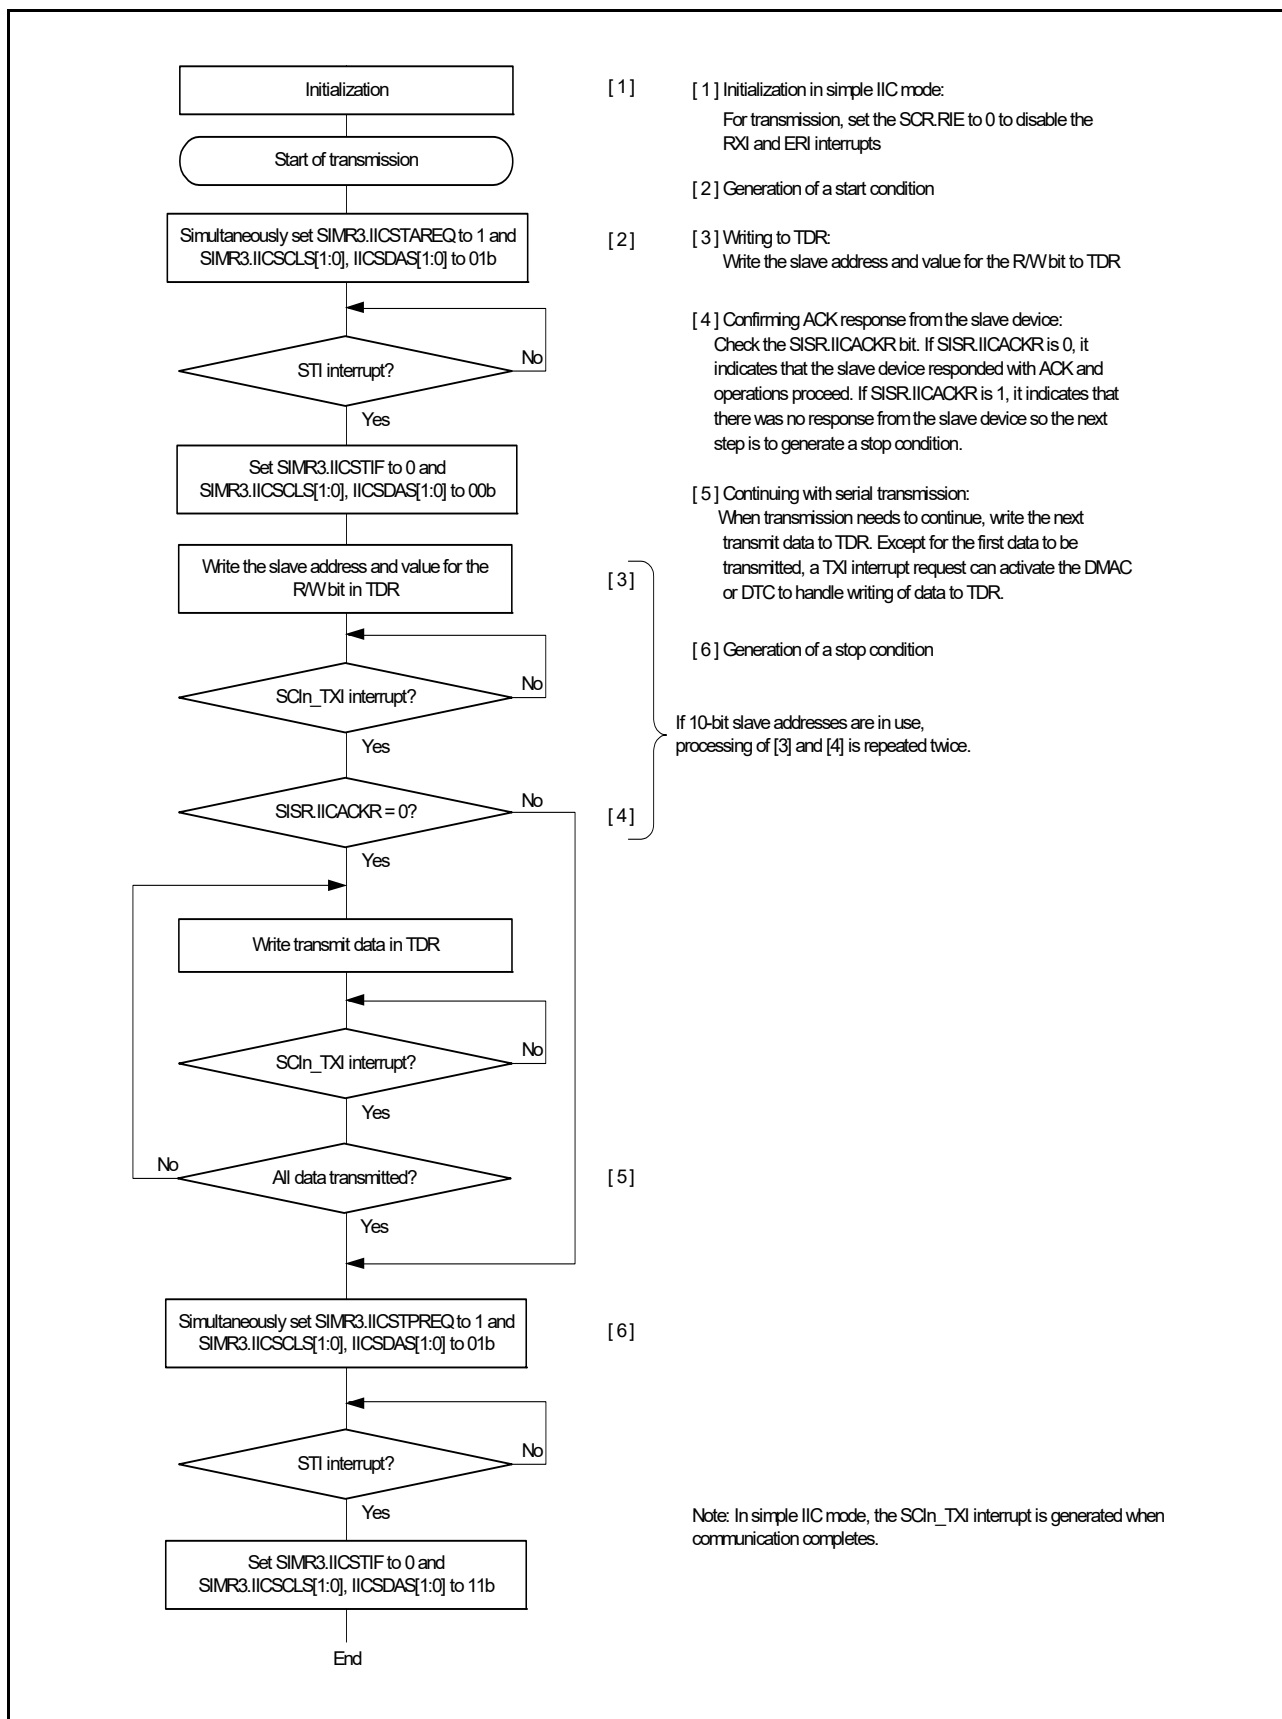 Initialization
[ 1 ]
Start of transmission
Simultaneously set SIMR3.IICSTAREQ to 1 and
SIMR3.IICSCLS[1:0], IICSDAS[1:0] to 01b
[ 2 ]
STI interrupt?
No
Yes
Set SIMR3.IICSTIF to 0 and
SIMR3.IICSCLS[1:0], IICSDAS[1:0] to 00b
Write the slave address and value for the
R/W bit in TDR
[ 3 ]
SCIn_TXI interrupt?
No
Yes
SISR.IICACKR = 0?
No
[ 4 ]
Yes
Write transmit data in TDR
SCIn_TXI interrupt?
No
Yes
No
All data transmitted?
[ 5 ]
Yes
Simultaneously set SIMR3.IICSTPREQ to 1 and
SIMR3.IICSCLS[1:0], IICSDAS[1:0] to 01b
[ 6 ]
STI interrupt?
No
Yes
Set SIMR3.IICSTIF to 0 and
SIMR3.IICSCLS[1:0], IICSDAS[1:0] to 11b
End
[ 1 ] Initialization in simple IIC mode:
For transmission, set the SCR.RIE to 0 to disable the
RXI and ERI interrupts
[ 2 ] Generation of a start condition
[ 3 ] Writing to TDR:
Write the slave address and value for the R/W bit to TDR
[ 4 ] Confirming ACK response from the slave device:
Check the SISR.IICACKR bit. If SISR.IICACKR is 0, it
indicates that the slave device responded with ACK and
operations proceed. If SISR.IICACKR is 1, it indicates that
there was no response from the slave device so the next
step is to generate a stop condition.
[ 5 ] Continuing with serial transmission:
When transmission needs to continue, write the next
transmit data to TDR. Except for the first data to be
transmitted, a TXI interrupt request can activate the DMAC
or DTC to handle writing of data to TDR.
[ 6 ] Generation of a stop condition
If 10-bit slave addresses are in use,
processing of [3] and [4] is repeated twice.
Note: In simple IIC mode, the SCIn_TXI interrupt is generated when
communication completes.